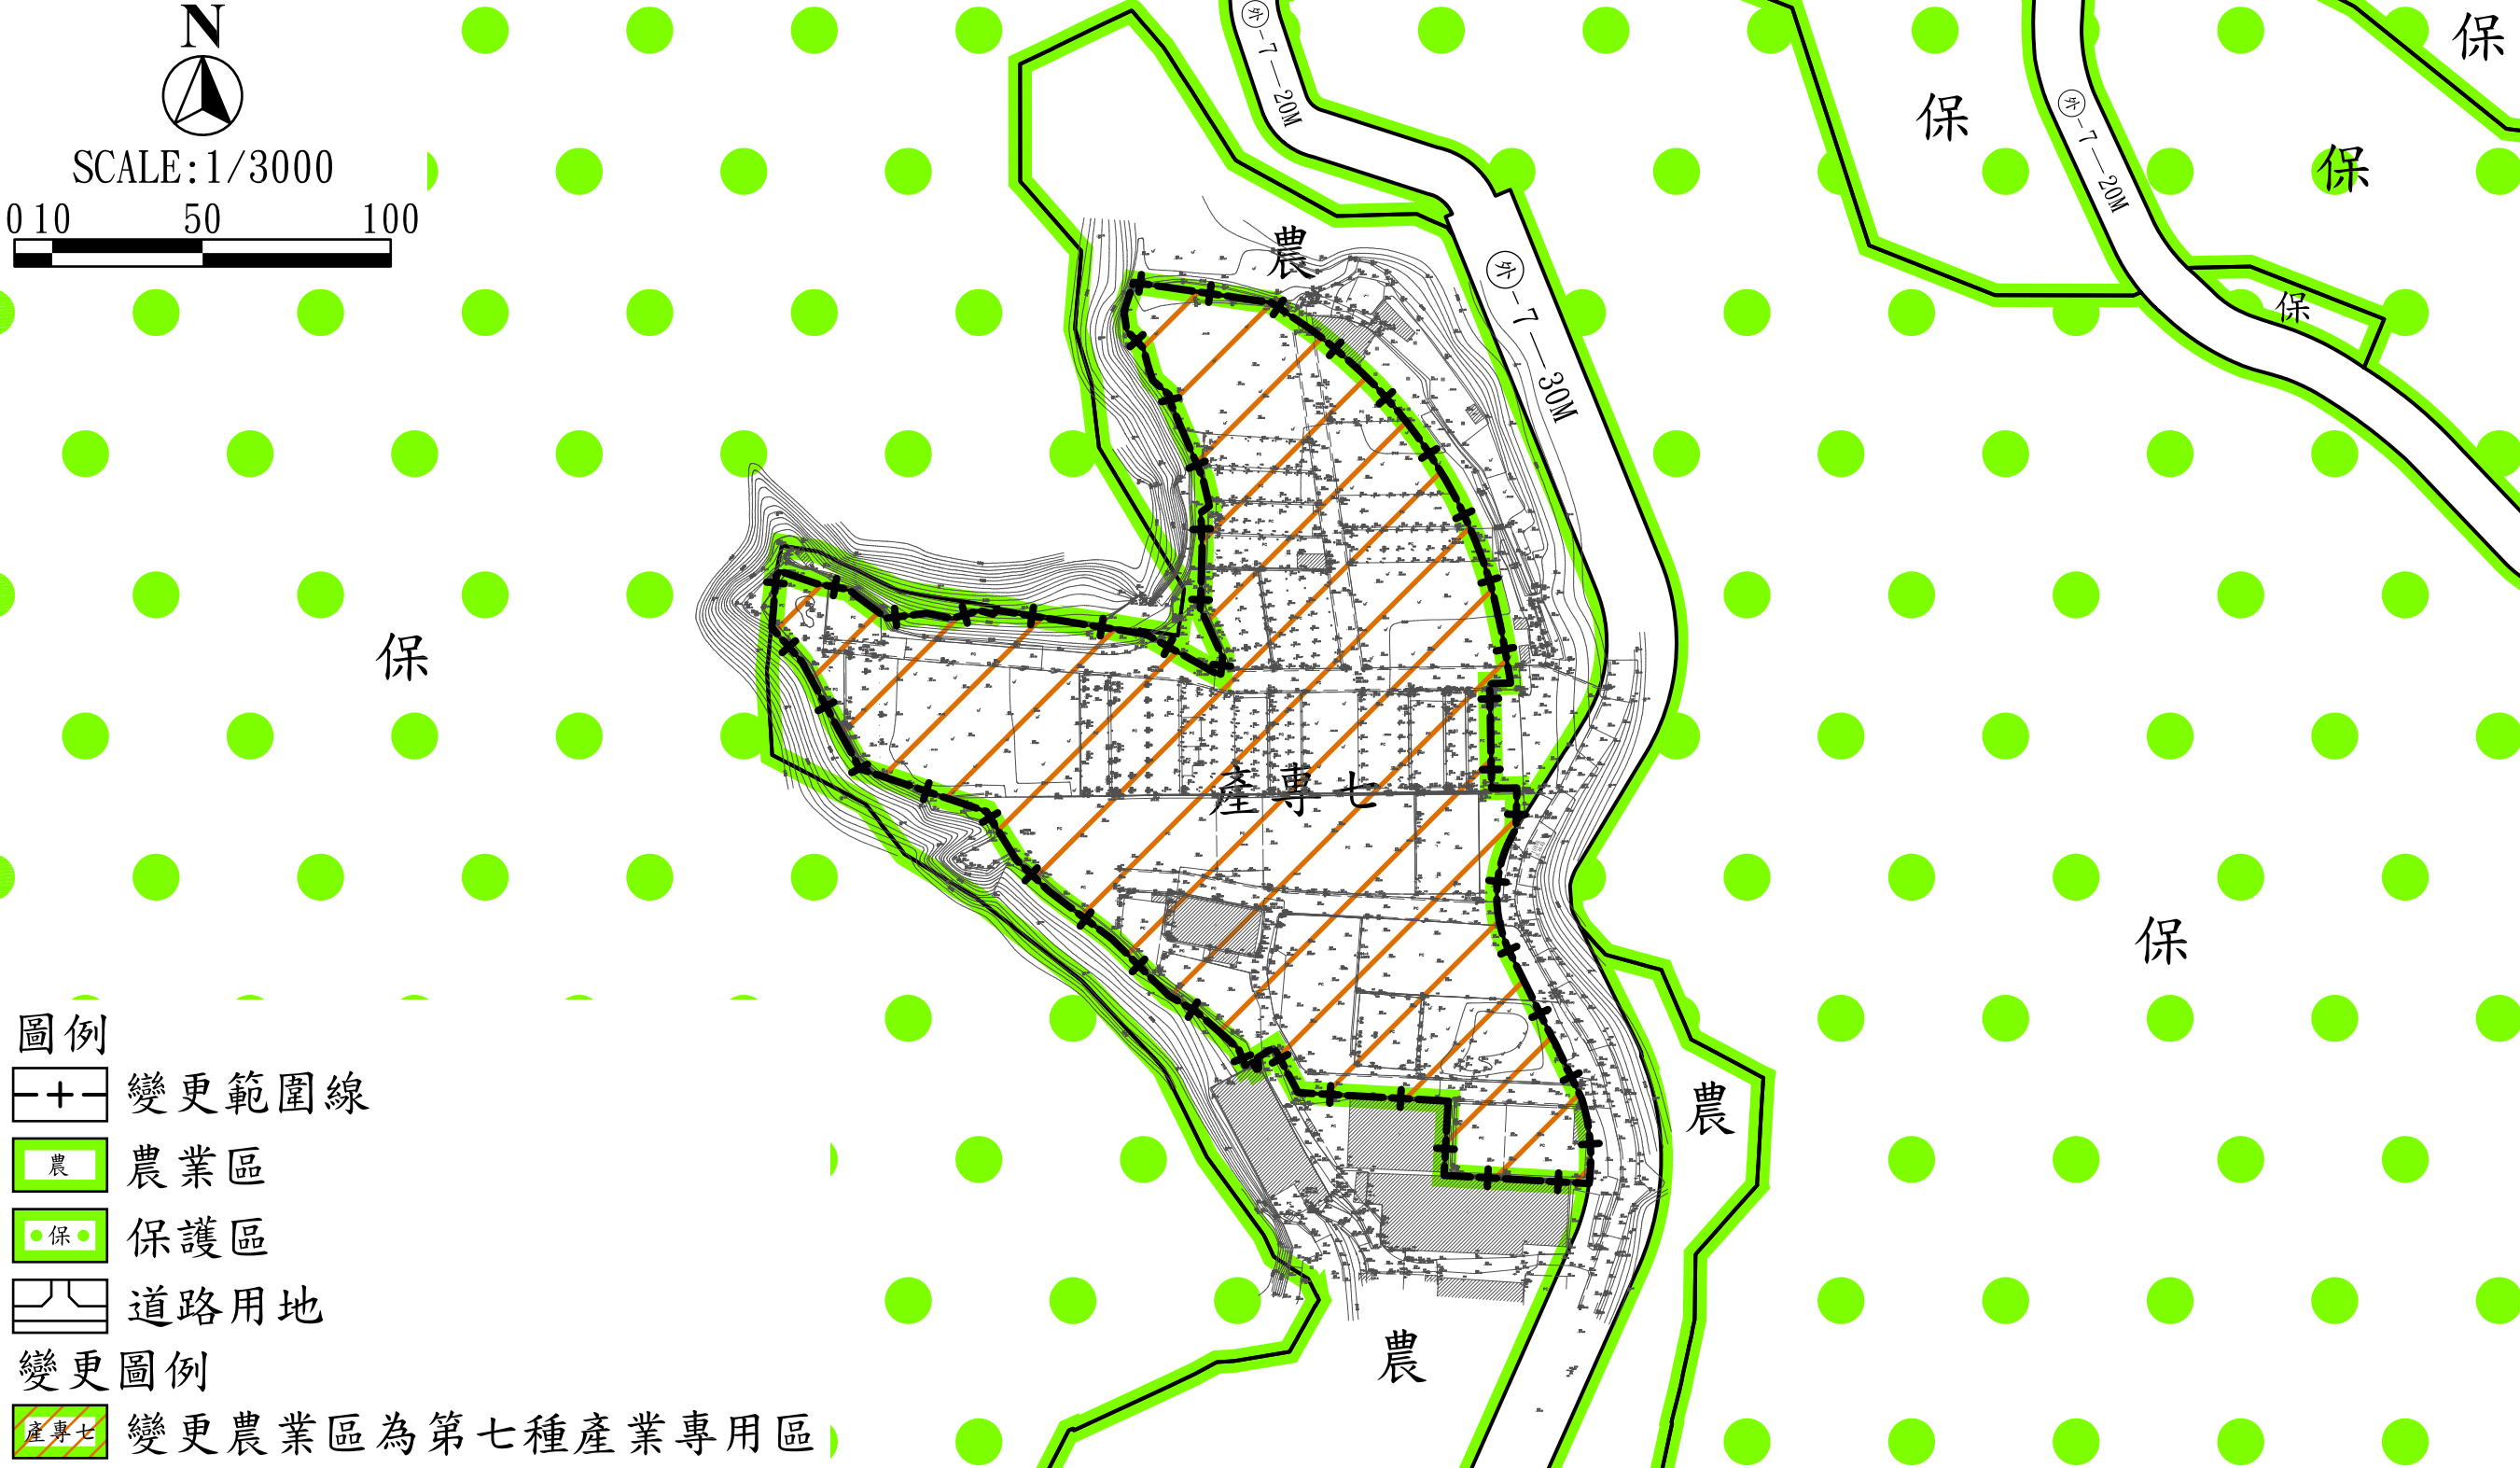 N
SCALE:1/3000
0 10 50 100
外-7-20M
農
外-7-30M
保
外-7-20M
保
保
保
保
產專七
保
農
農
圖例
變更範圍線
農 農業區
保 保護區
道路用地
變更圖例
產專七 變更農業區為第七種產業專用區